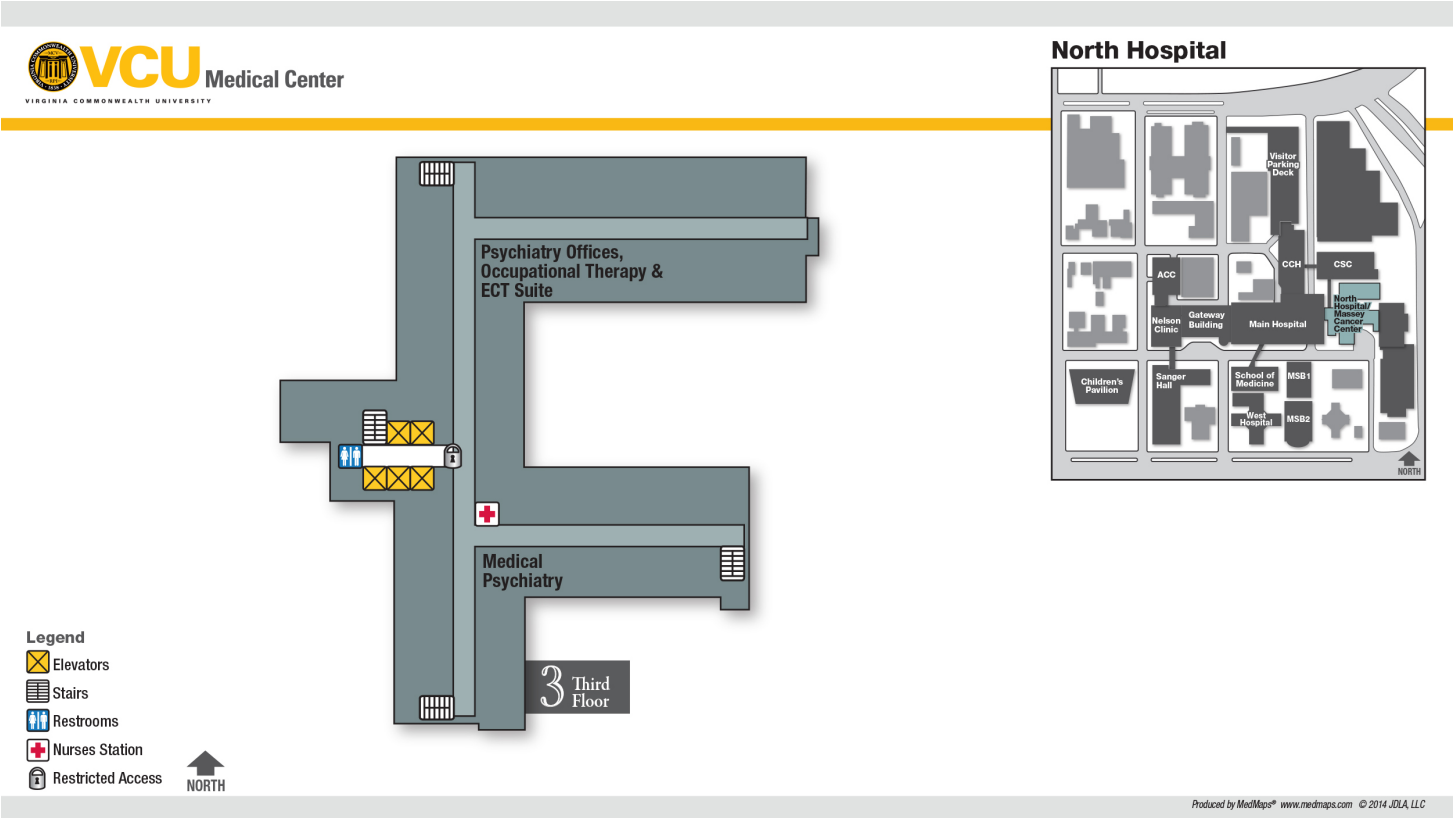 VCU Medical Center
VIRGINIA COMMONWEALTH UNIVERSITY
North Hospital
Visitor
Parking
Deck
CCH
CSC
ACC
North
Hospital/
Massey
Cancer
Center
Nelson
Clinic
Gateway
Building
Main Hospital
Children's
Pavilion
Sanger
Hall
School of
Medicine
MSB1
West
Hospital
MSB2
NORTH
Psychiatry Offices,
Occupational Therapy &
ECT Suite
Medical
Psychiatry
3 Third
Floor
Legend
Elevators
Stairs
Restrooms
Nurses Station
Restricted Access
NORTH
Produced by MedMaps® www.medmaps.com © 2014 JDLA, LLC